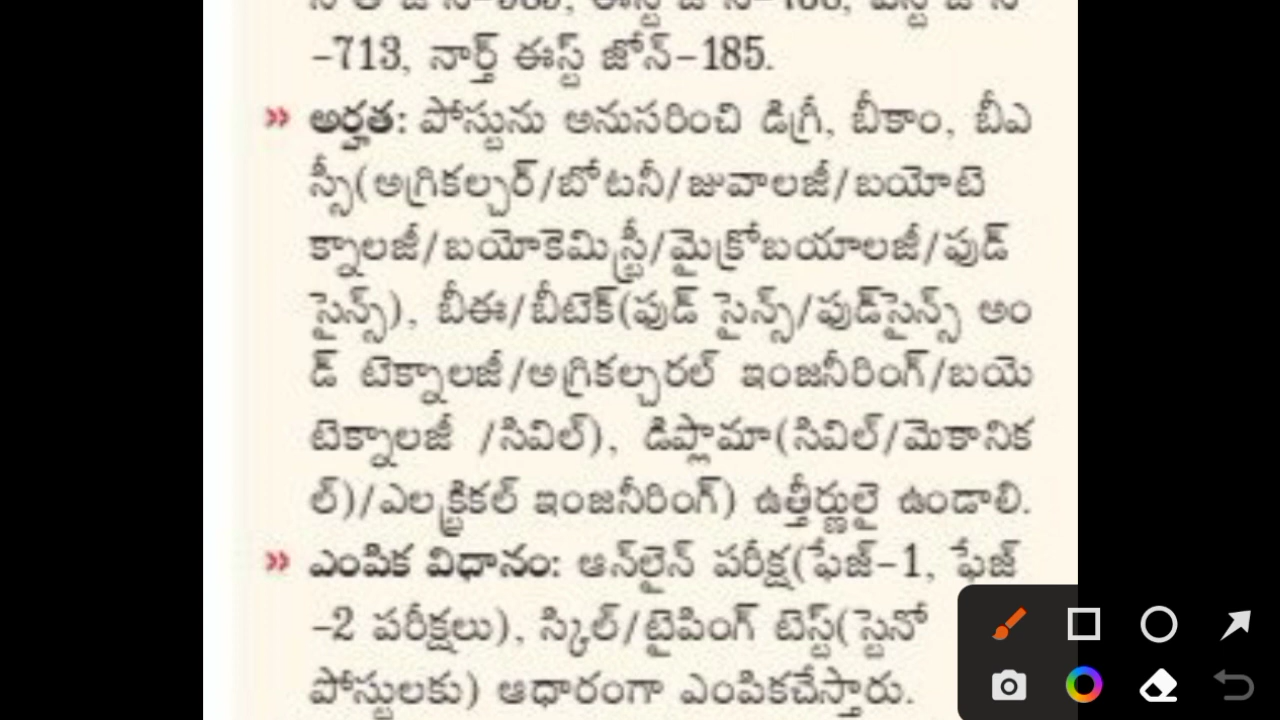 -713, నార్త్ ఈస్ట్ జోన్-185.
» అర్హత: పోస్టును అనుసరించి డిగ్రీ, బీకాం, బీఎ
స్సీ(అగ్రికల్చర్/బోటనీ/జువాలజీ/బయోటె
క్నాలజీ/బయోకెమిస్ట్రీ/మైక్రోబయాలజీ/ఫుడ్
సైన్స్), బీఈ/బీటెక్(ఫుడ్ సైన్స్/ఫుడ్‌సైన్స్ అం
డ్ టెక్నాలజీ/అగ్రికల్చరల్ ఇంజనీరింగ్/బయె
టెక్నాలజీ /సివిల్), డిప్లామా(సివిల్/మెకానిక
ల్)/ఎలక్ట్రికల్ ఇంజనీరింగ్) ఉత్తీర్ణులై ఉండాలి.
» ఎంపిక విధానం: ఆన్‌లైన్ పరీక్ష(ఫేజ్-1, ఫేజ్
-2 పరీక్షలు), స్కిల్/టైపింగ్ టెస్ట్(స్టెనో
పోస్టులకు) ఆధారంగా ఎంపికచేస్తారు.